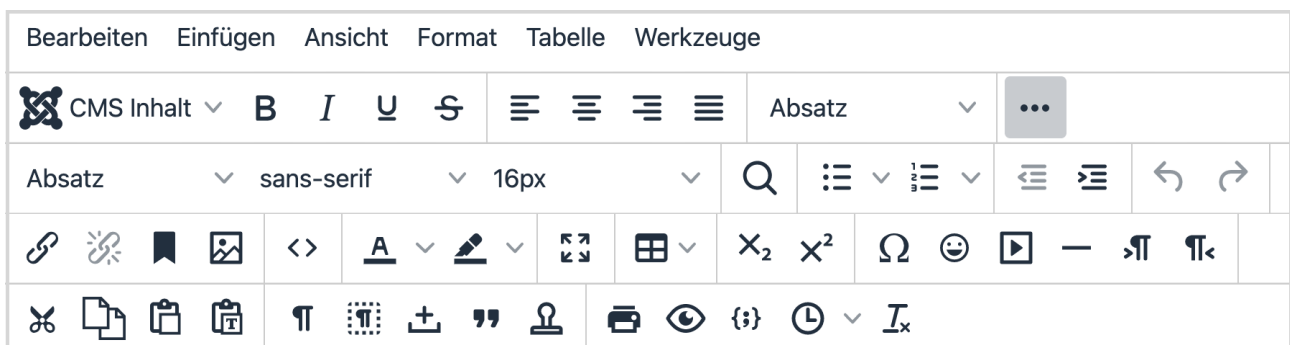 Bearbeiten Einfügen Ansicht Format Tabelle Werkzeuge
CMS Inhalt B I U S Absatz
Absatz sans-serif 16px